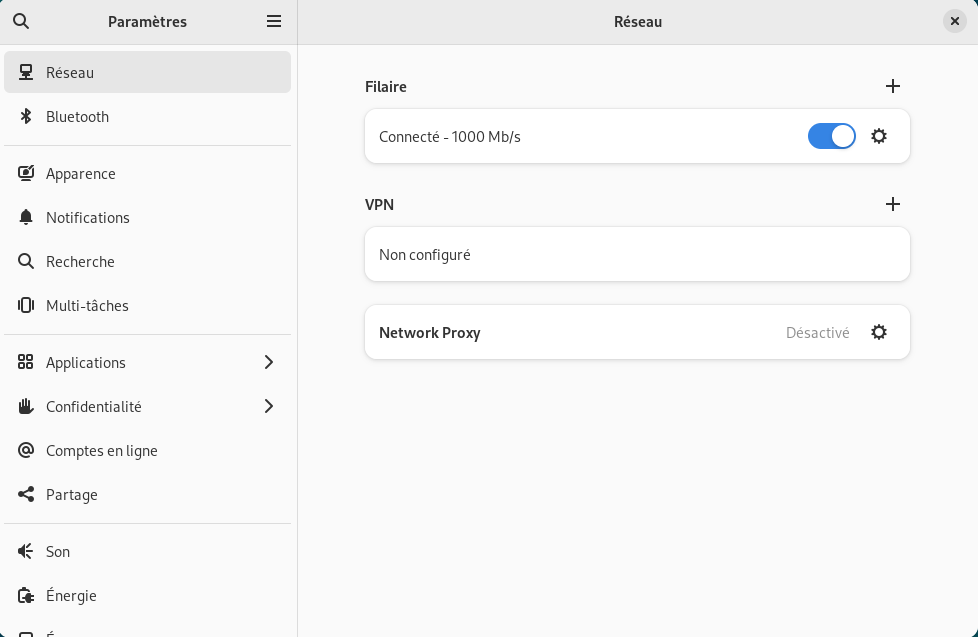 Paramètres
Réseau
Réseau
Bluetooth
Apparence
Notifications
Recherche
Multi-tâches
Applications
Confidentialité
Comptes en ligne
Partage
Son
Énergie
Filaire
Connecté - 1000 Mb/s
VPN
Non configuré
Network Proxy
Désactivé